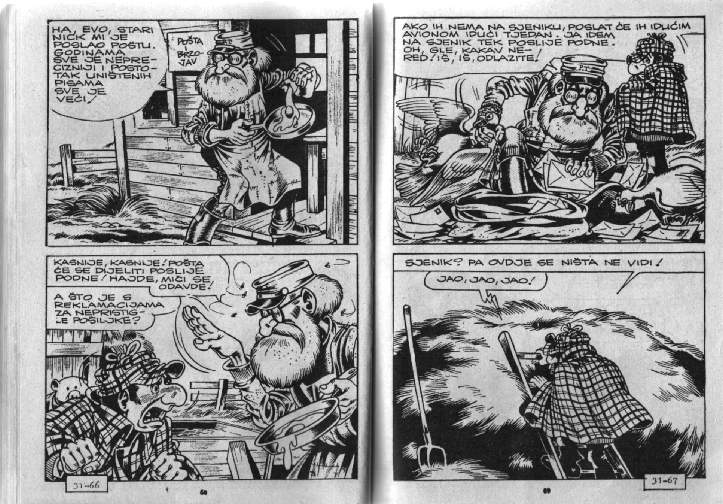 HA, EVO, STARI
NICIK MI JE
POSLAO POŠTU.
GODINAMA
SVE JE NEPRE-
CIZNIJI I POSTO-
TAK UNIŠTENIH
PISAMA
SVE JE
VEĆI!
POŠTA
BRZO-
JAV
KASNIJE, KASNIJE! POŠTA
ĆE SE DIJELITI POSLIJE
PODNE! HAJDE, MIČI SE
ODAVDE!
A ŠTO JE S
REKLAMACIJAMA
ZA NEPRISTIG-
LE POŠILJKE?
31-66
68
AKO IH NEMA NA SJENIKU, POSLAT ĆE IH IDUĆIM
AVIONOM IDUĆI TJEDAN. JA IDEM
NA SJENIK TEK POSLIJE PODNE.
OH, GLE, KAKAV NE-
RED! IŠ, IŠ, ODLAZITE!
SJENIK? PA OVDJE SE NIŠTA NE VIDI!
JAO, JAO, JAO!
69
31-67